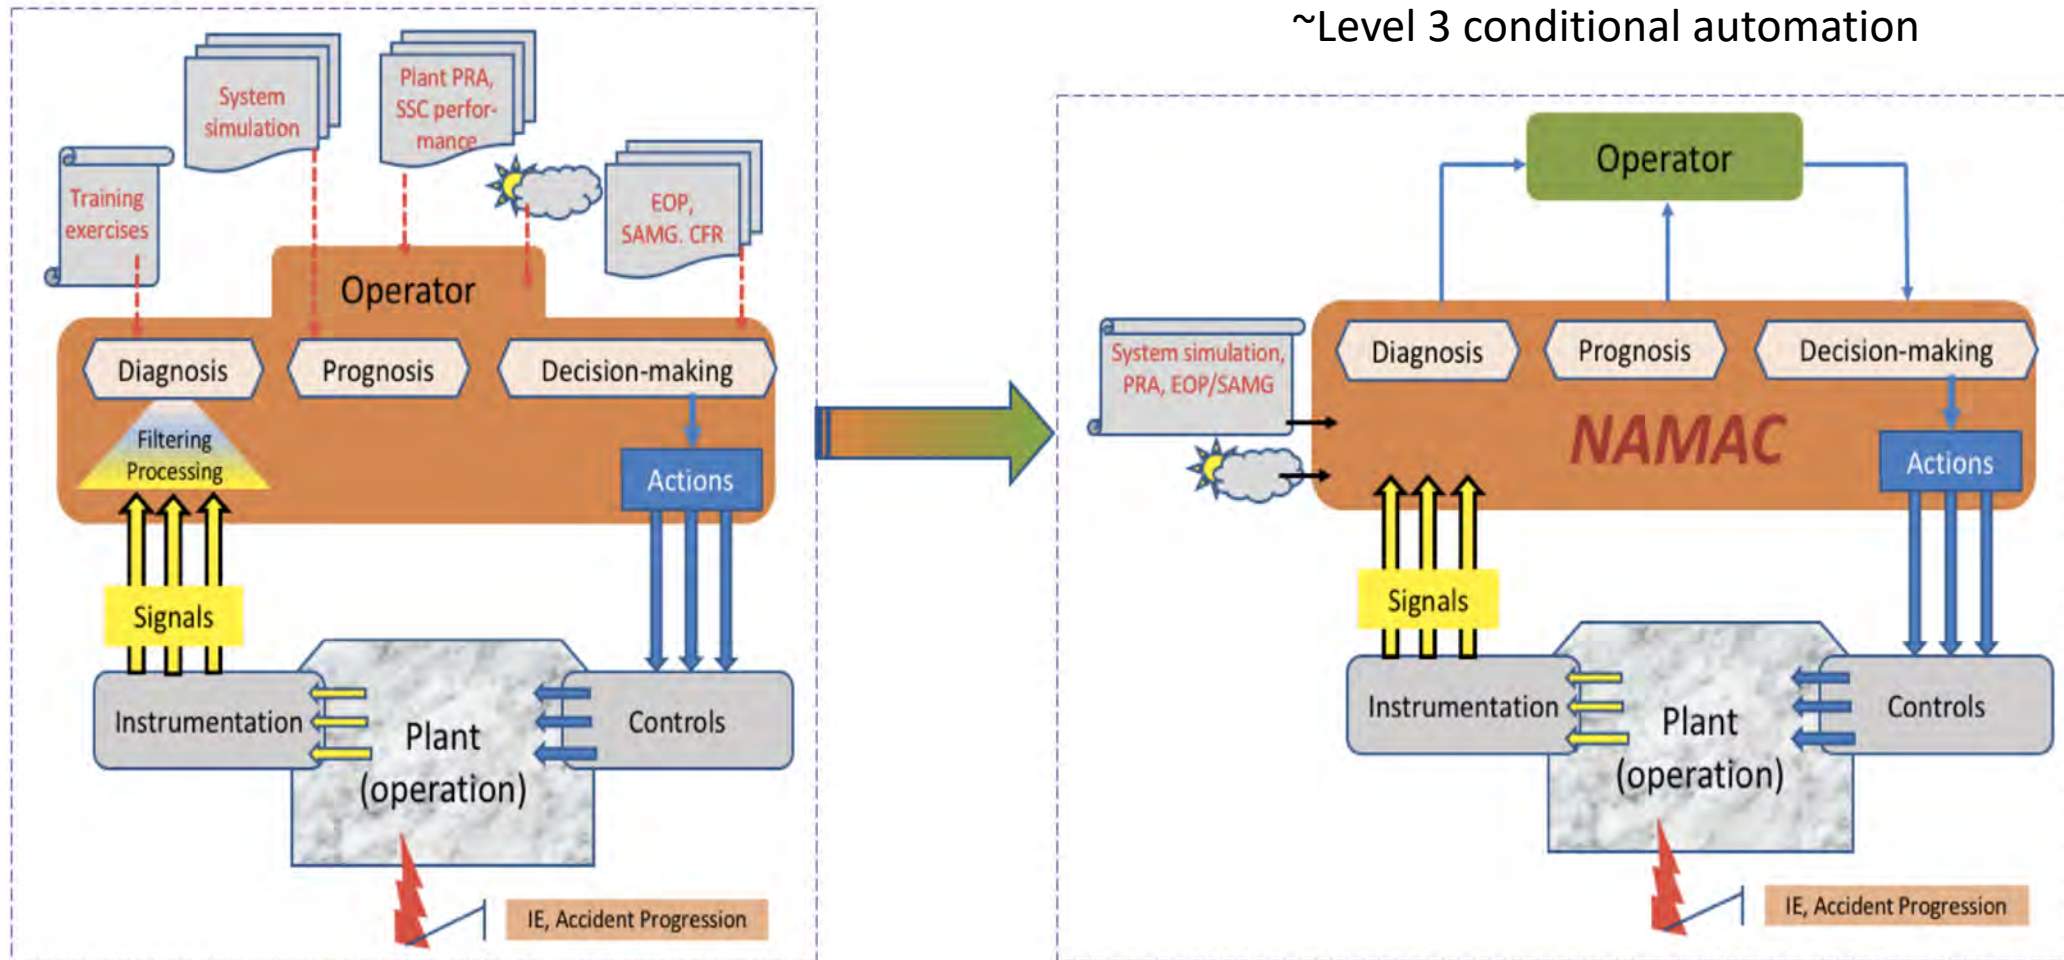 ~Level 3 conditional automation
System
simulation
Plant PRA,
SSC perfor-
mance
Training
exercises
EOP,
SAMG. CFR
Operator
Diagnosis
Prognosis
Decision-making
Filtering
Processing
Actions
Signals
Instrumentation
Plant
(operation)
Controls
IE, Accident Progression
Operator
System simulation,
PRA, EOP/SAMG
Diagnosis
Prognosis
Decision-making
NAMAC
Actions
Signals
Instrumentation
Plant
(operation)
Controls
IE, Accident Progression